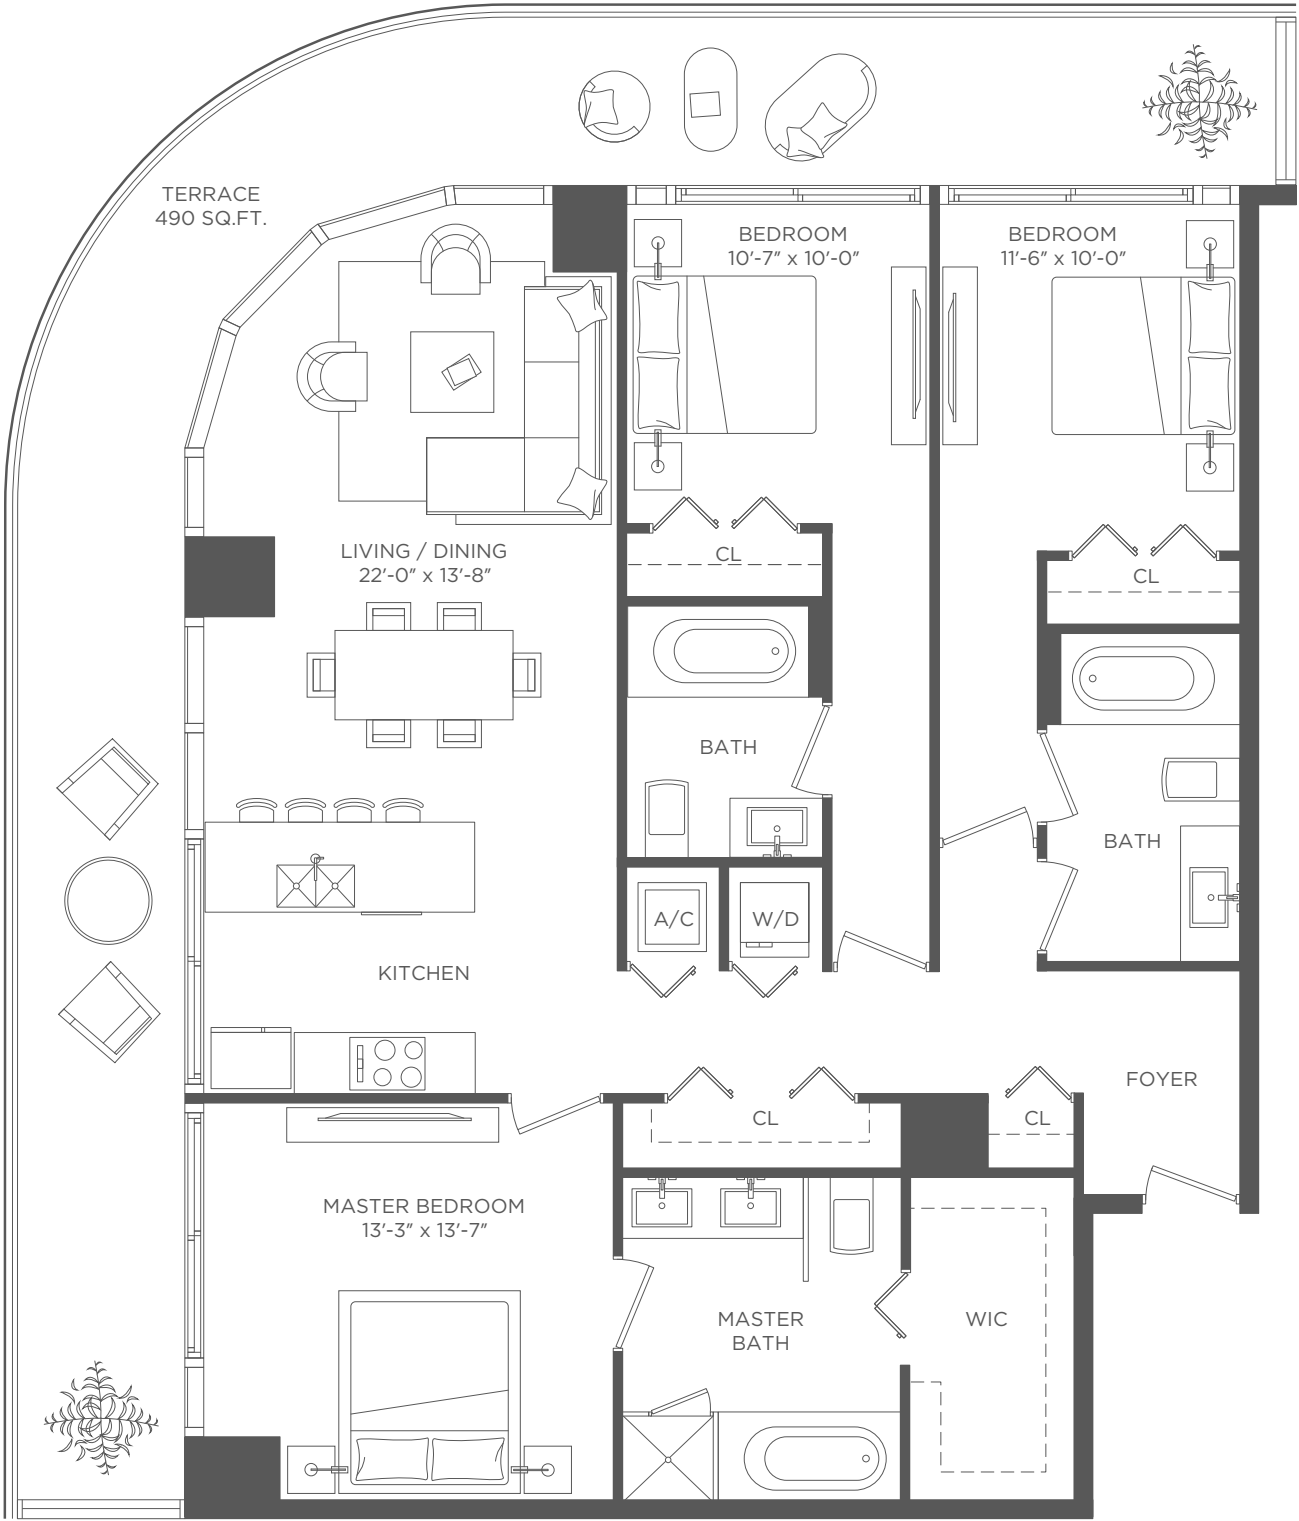 TERRACE
490 SQ.FT.
BEDROOM
10'-7" x 10'-0"
BEDROOM
11'-6" x 10'-0"
LIVING / DINING
22'-0" x 13'-8"
CL
CL
BATH
BATH
A/C
W/D
KITCHEN
FOYER
CL
CL
MASTER BEDROOM
13'-3" x 13'-7"
MASTER
BATH
WIC